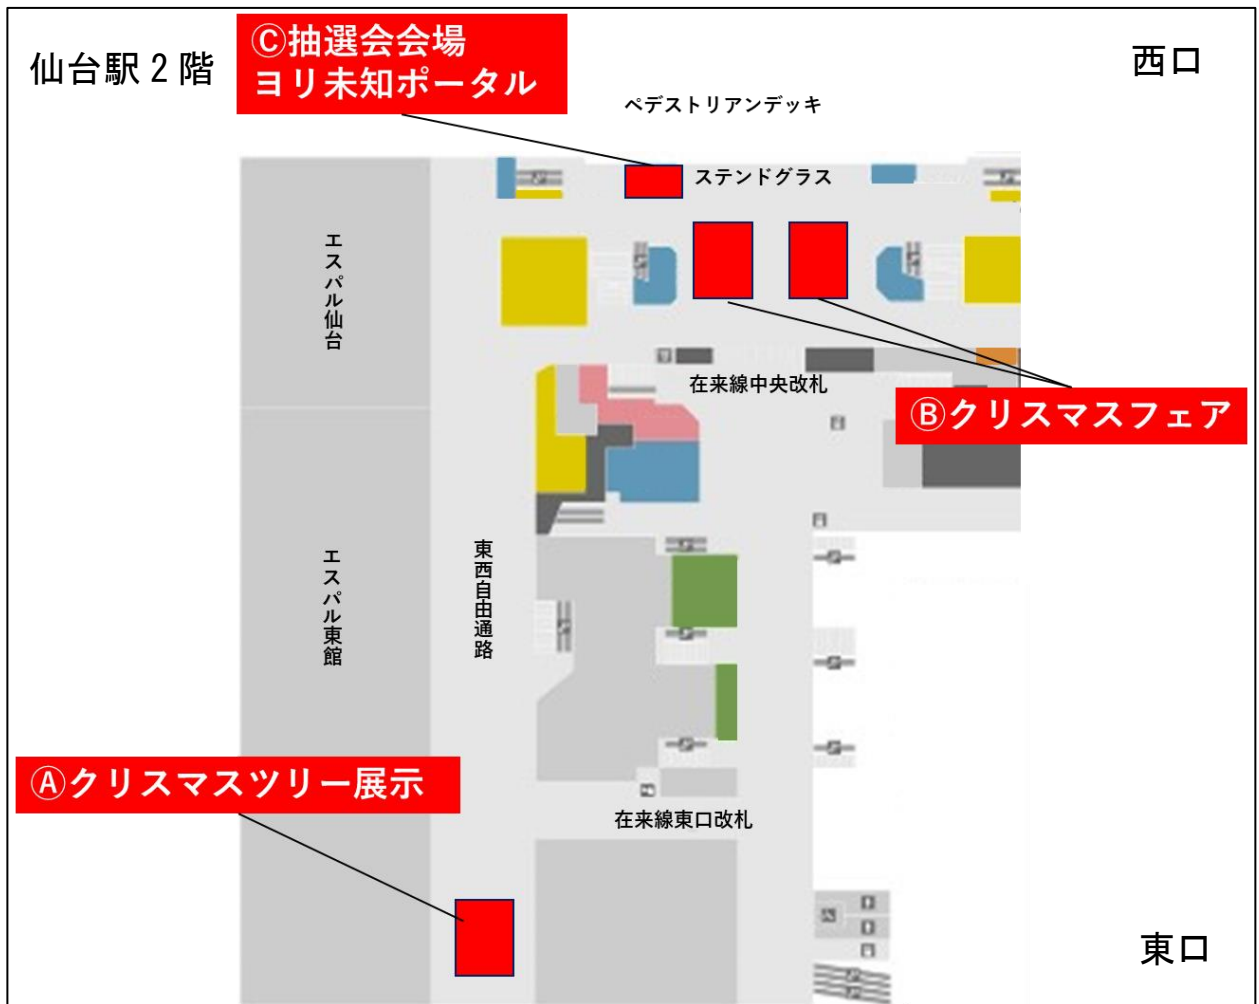 仙台駅２階
Ⓒ抽選会会場
ヨリ未知ポータル
西口
ペデストリアンデッキ
ステンドグラス
エスパル仙台
在来線中央改札
Ⓑクリスマスフェア
エスパル東館
東西自由通路
Ⓐクリスマスツリー展示
在来線東口改札
東口